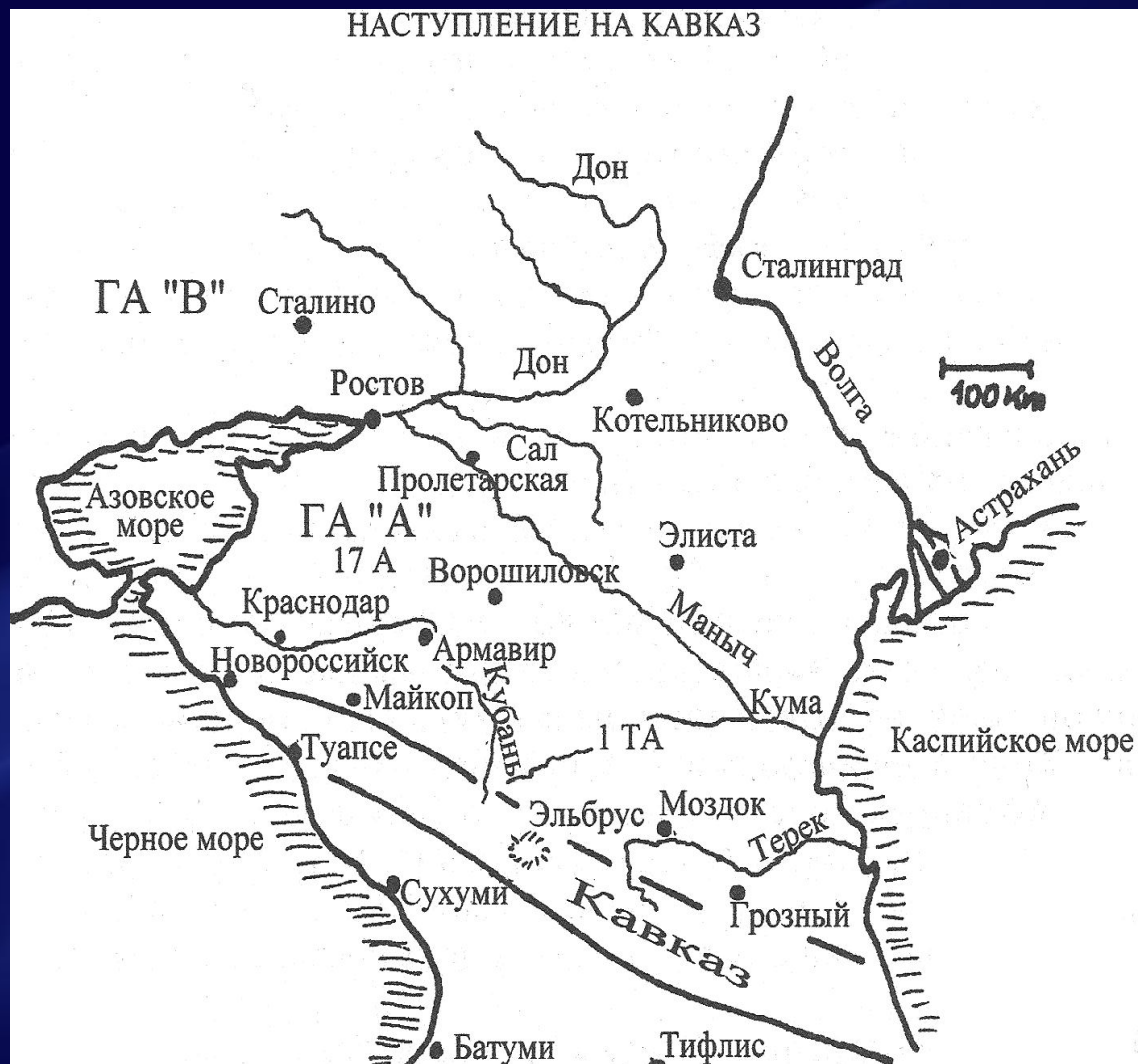 НАСТУПЛЕНИЕ НА КАВКАЗ
Дон
Сталинград
ГА "В"
Сталино
Волга
Дон
100 Km
Ростов
Котельниково
Сал
Пролетарская
Астрахань
Азовское
море
ГА "А"
17 А
Элиста
Ворошиловск
Краснодар
Маныч
Армавир
Новороссийск
Майкоп
Кубань
Кума
1 ТА
Туапсе
Каспийское море
Эльбрус
Моздок
Черное море
Терек
Сухуми
Кавказ
Грозный
Батуми
Тифлис